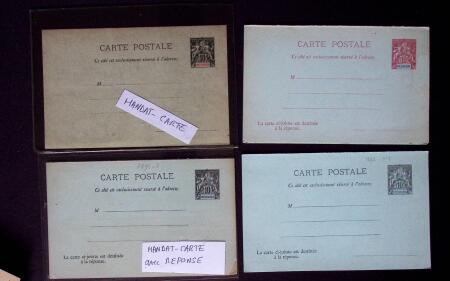 CARTE POSTALE
Ce côté est exclusivement réservé à l'adresse.
M
MANDAT-CARTE
CARTE POSTALE
Ce côté est exclusivement réservé à l'adresse.
M
La carte ci-jointe est destinée
à la réponse.
CARTE POSTALE
Ce côté est exclusivement réservé à l'adresse.
M
10
La carte ci-jointe est destinée
à la réponse.
MANDAT-CARTE
avec REPONSE
CARTE POSTALE
Ce côté est exclusivement réservé à l'adresse.
M
10
La carte ci-jointe est destinée
à la réponse.